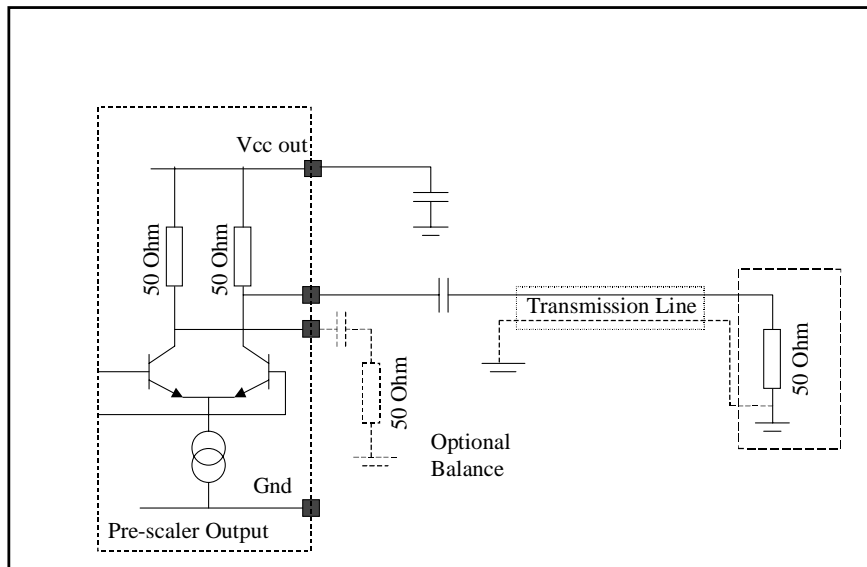 Vcc out
50 Ohm
50 Ohm
Transmission Line
50 Ohm
50 Ohm
Optional
Balance
Gnd
Pre-scaler Output